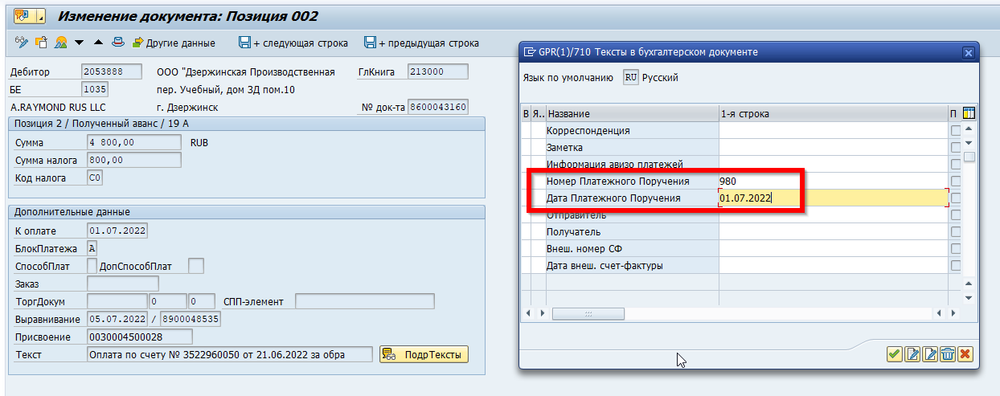 Изменение документа: Позиция 002
Другие данные + следующая строка + предыдущая строка
Дебитор 2053888 ООО "Дзержинская Производственная ГлКнига 213000
БЕ 1035 пер. Учебный, дом 3Д пом.10
A.RAYMOND RUS LLC г. Дзержинск № док-та 8600043160
Позиция 2 / Полученный аванс / 19 A
Сумма 4 800,00 RUB
Сумма налога 800,00
Код налога C0
Дополнительные данные
К оплате 01.07.2022
БлокПлатежа A
СпособПлат ДопСпособПлат
Заказ
ТоргДокум 0 0 СПП-элемент
Выравнивание 05.07.2022 / 8900048535
Присвоение 0030004500028
Текст Оплата по счету № 3522960050 от 21.06.2022 за обра ПодрТексты
GPR(1)/710 Тексты в бухгалтерском документе
Язык по умолчанию RU Русский
В Я.. Название 1-я строка П
Корреспонденция
Заметка
Информация авизо платежей
Номер Платежного Поручения 980
Дата Платежного Поручения 01.07.2022
Отправитель
Получатель
Внеш. номер СФ
Дата внеш. счет-фактуры